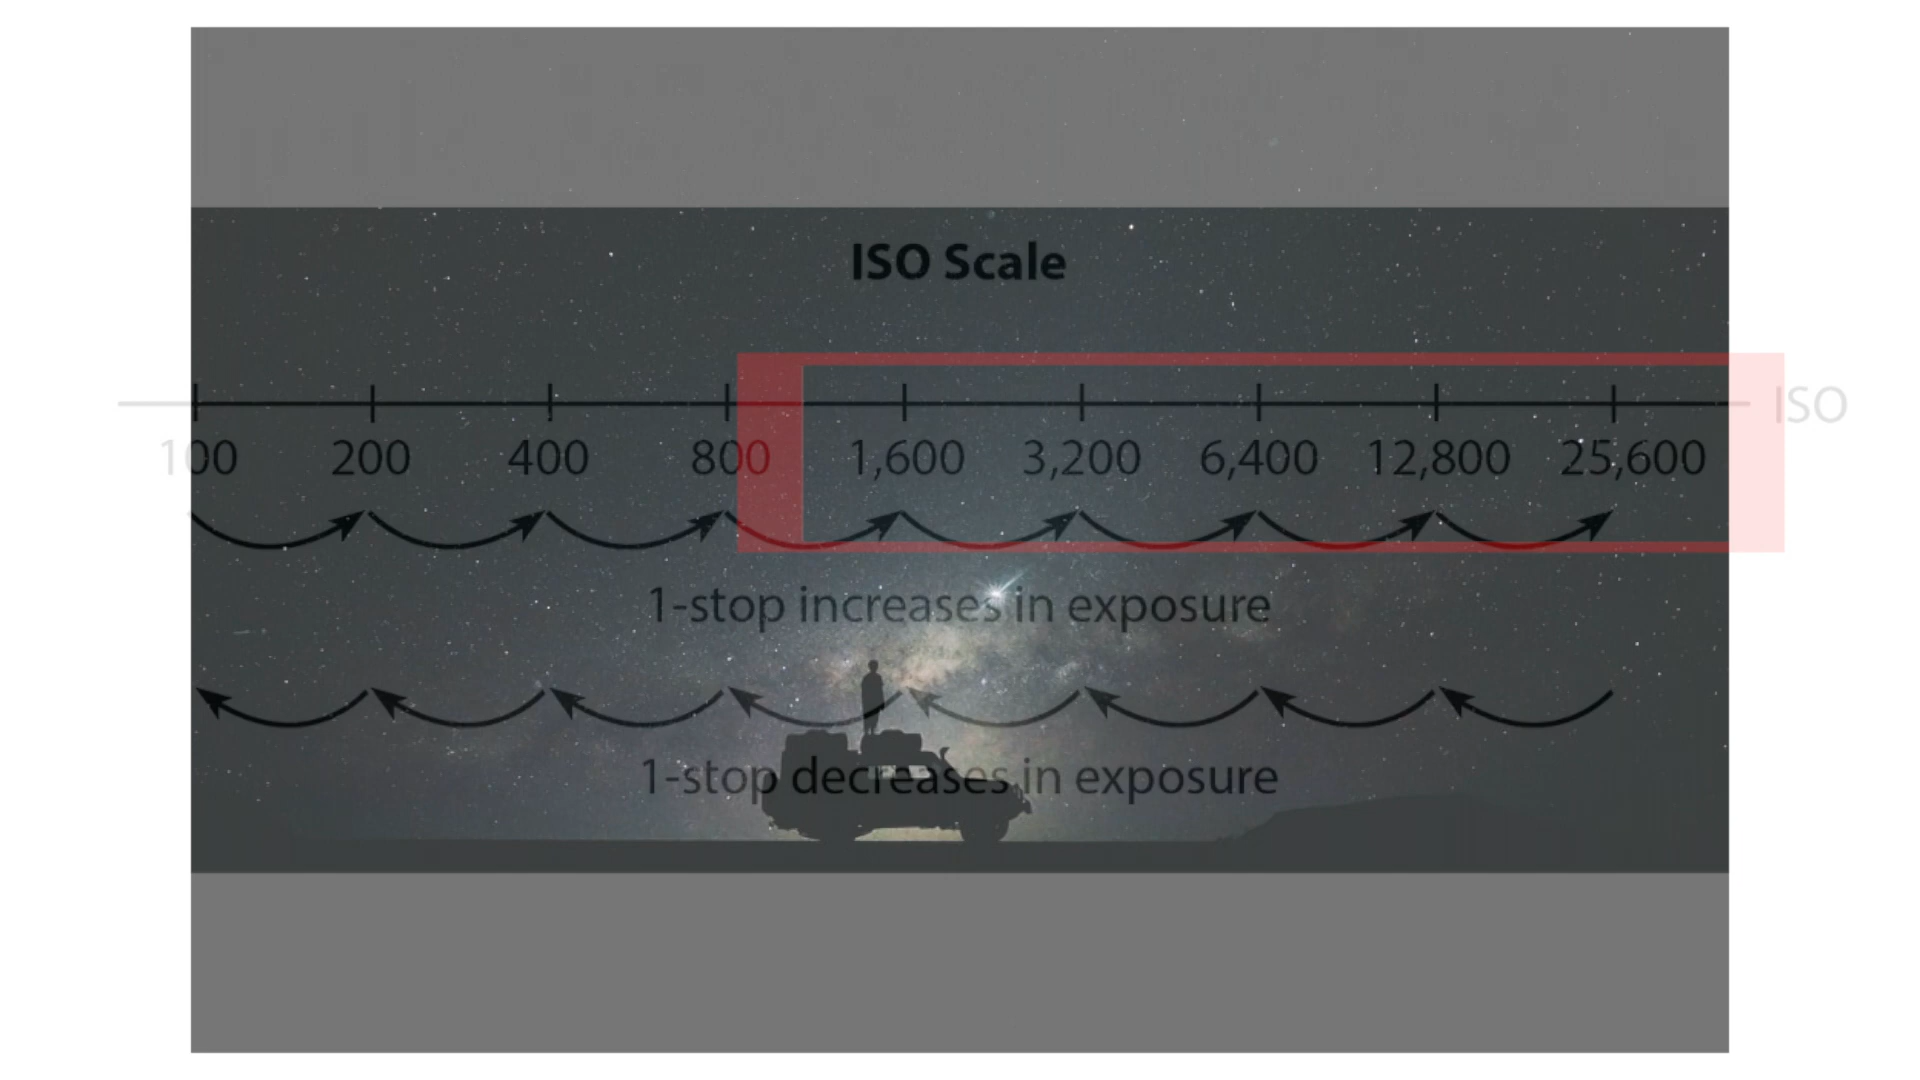 ISO Scale
ISO
100 200 400 800 1,600 3,200 6,400 12,800 25,600
1-stop increases in exposure
1-stop decreases in exposure